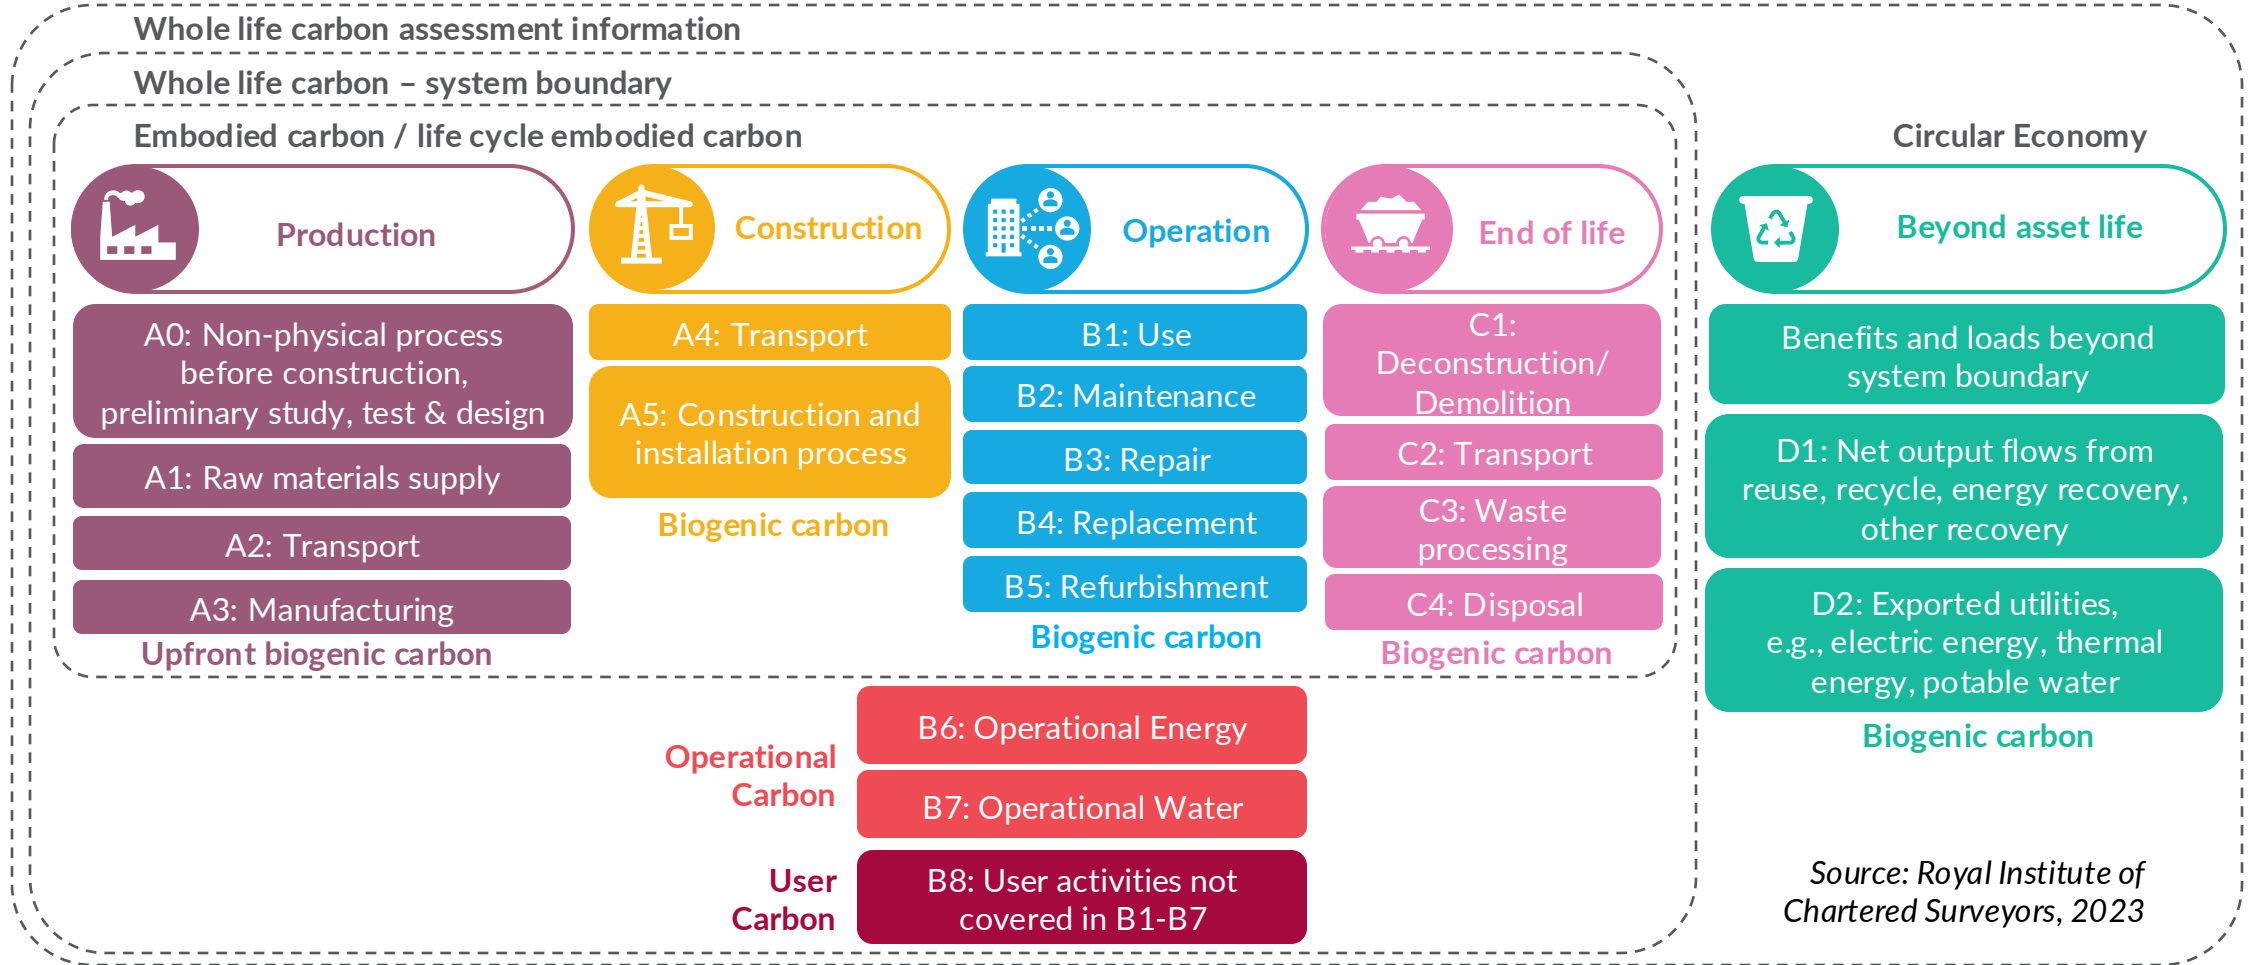 Whole life carbon assessment information
Whole life carbon – system boundary
Embodied carbon / life cycle embodied carbon
Circular Economy
Production
A0: Non-physical process
before construction,
preliminary study, test & design
A1: Raw materials supply
A2: Transport
A3: Manufacturing
Upfront biogenic carbon
Construction
A4: Transport
A5: Construction and
installation process
Biogenic carbon
Operation
B1: Use
B2: Maintenance
B3: Repair
B4: Replacement
B5: Refurbishment
Biogenic carbon
End of life
C1:
Deconstruction/
Demolition
C2: Transport
C3: Waste
processing
C4: Disposal
Biogenic carbon
Beyond asset life
Benefits and loads beyond
system boundary
D1: Net output flows from
reuse, recycle, energy recovery,
other recovery
D2: Exported utilities,
e.g., electric energy, thermal
energy, potable water
Biogenic carbon
Operational
Carbon
B6: Operational Energy
B7: Operational Water
User
Carbon
B8: User activities not
covered in B1-B7
Source: Royal Institute of
Chartered Surveyors, 2023